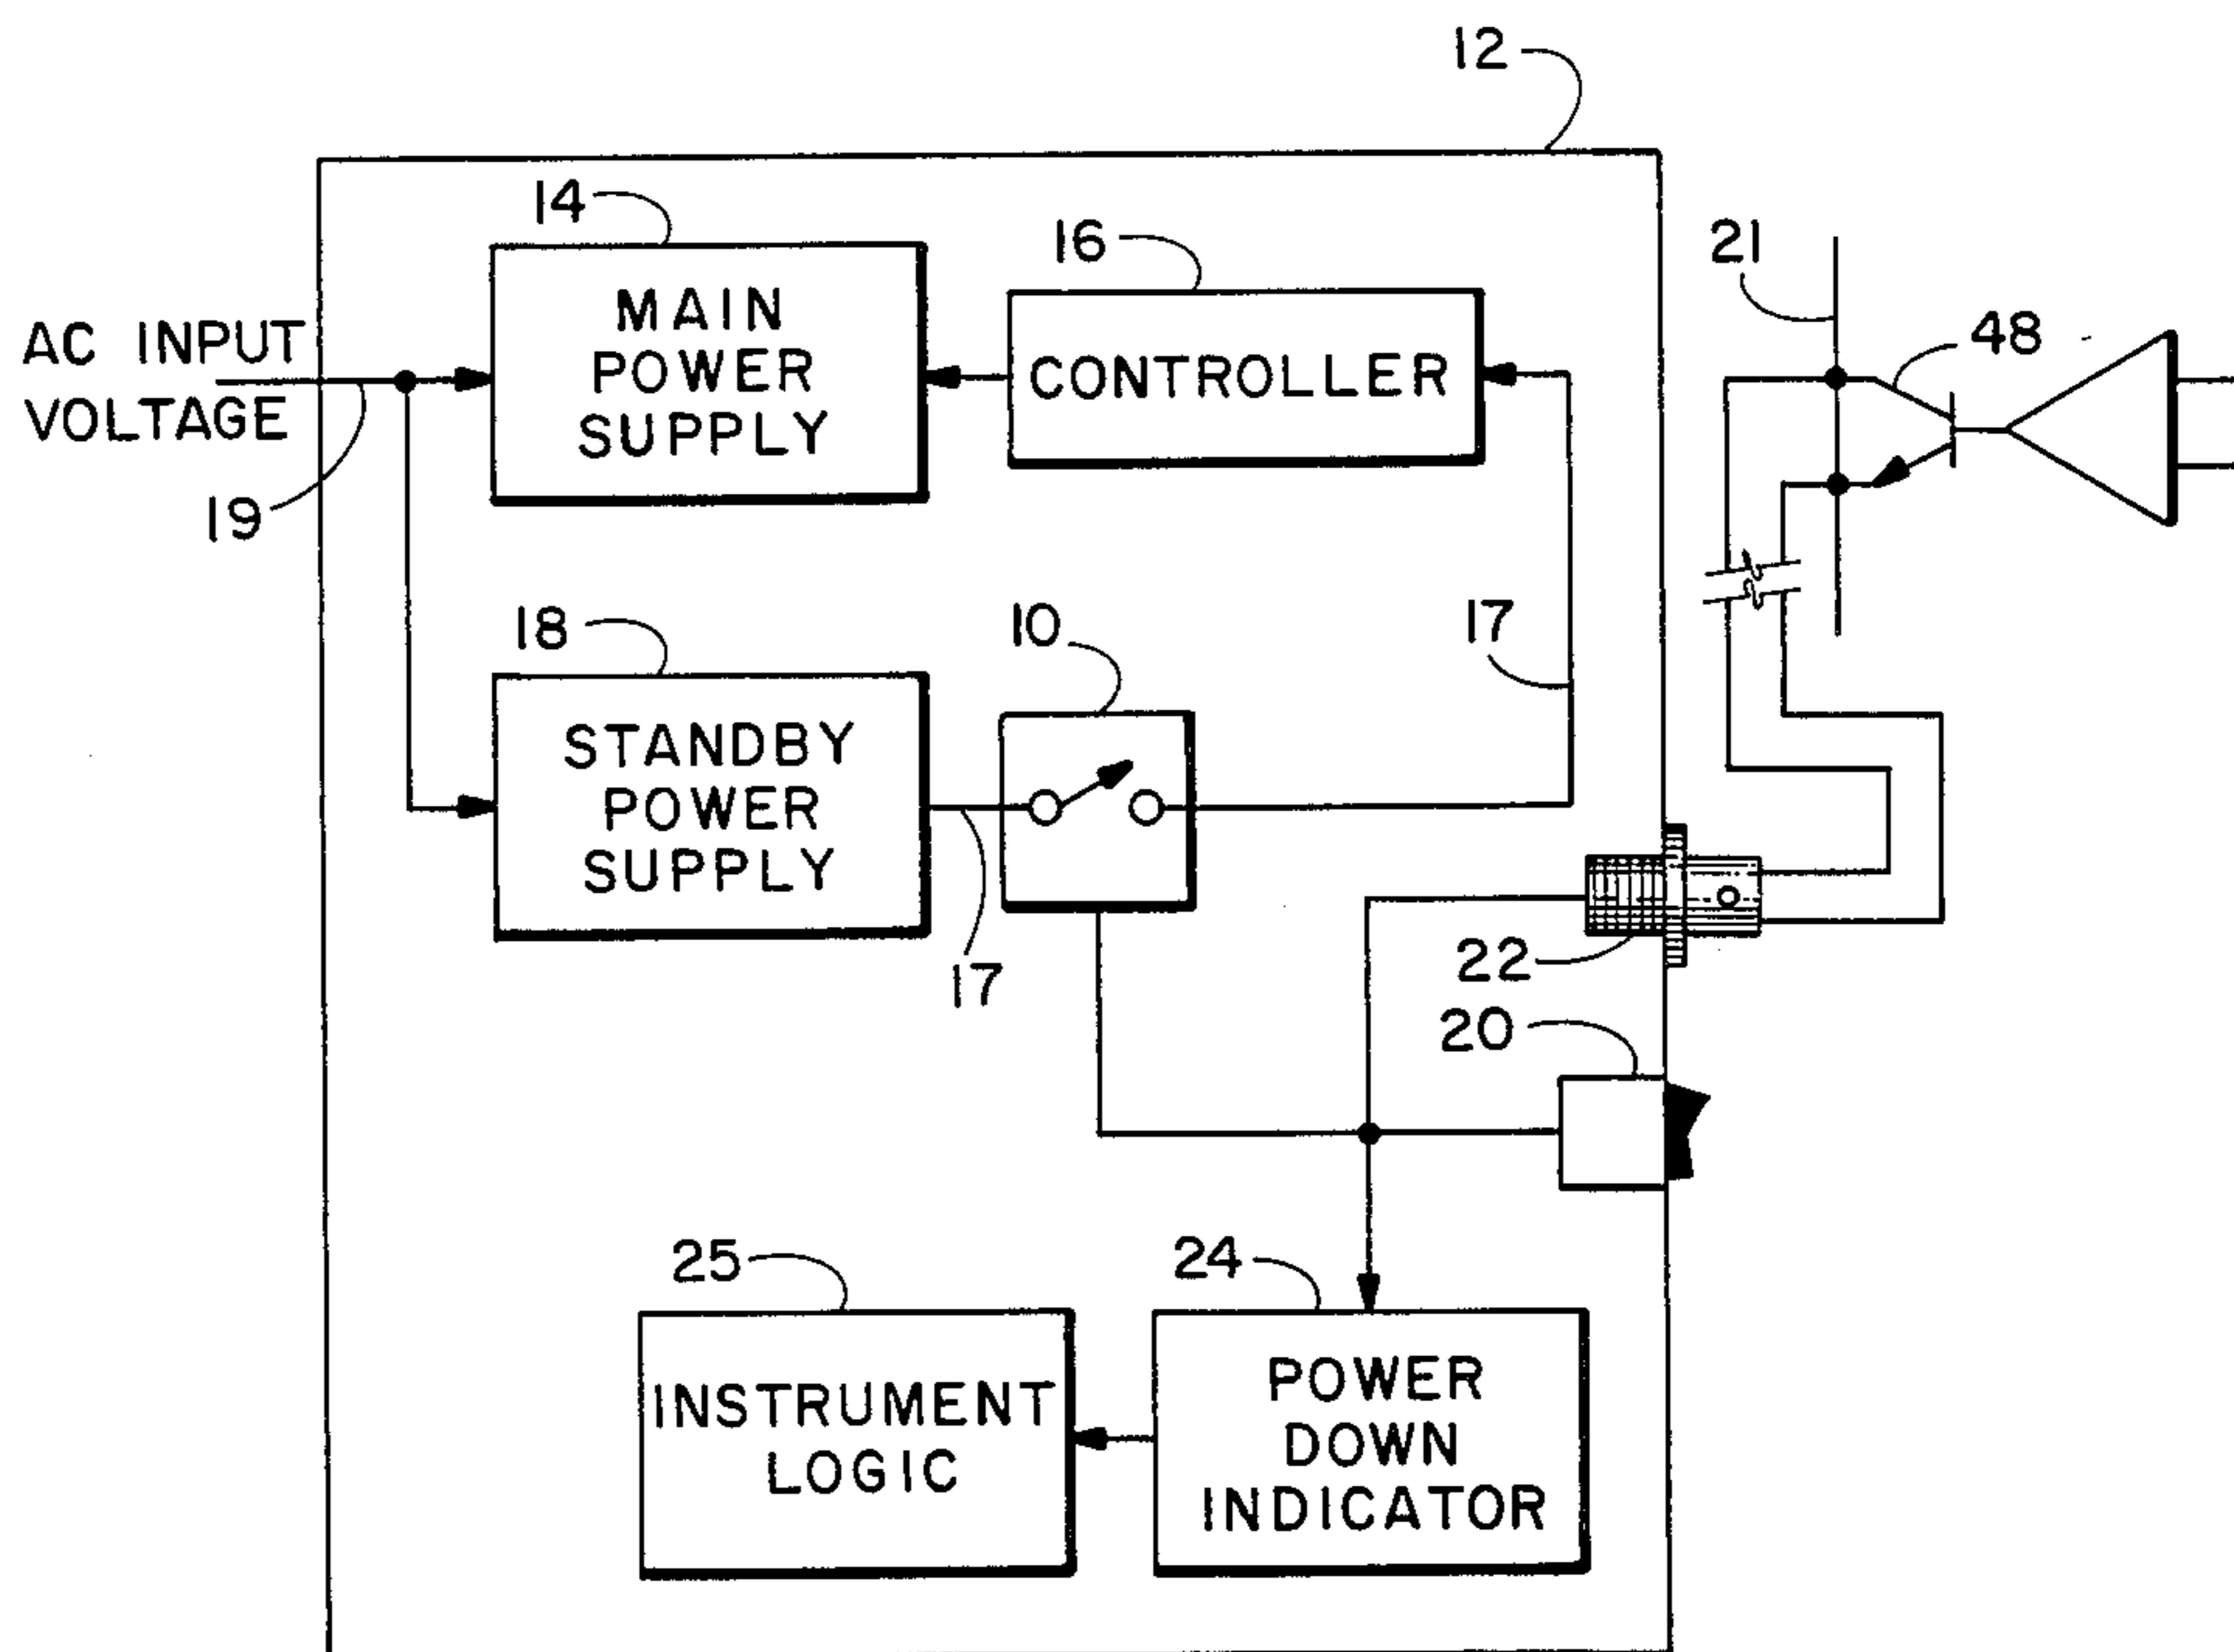 12
14
16
21
48
AC INPUT
VOLTAGE
MAIN
POWER
SUPPLY
CONTROLLER
19
18
10
17
STANDBY
POWER
SUPPLY
17
22
20
25
24
INSTRUMENT
LOGIC
POWER
DOWN
INDICATOR